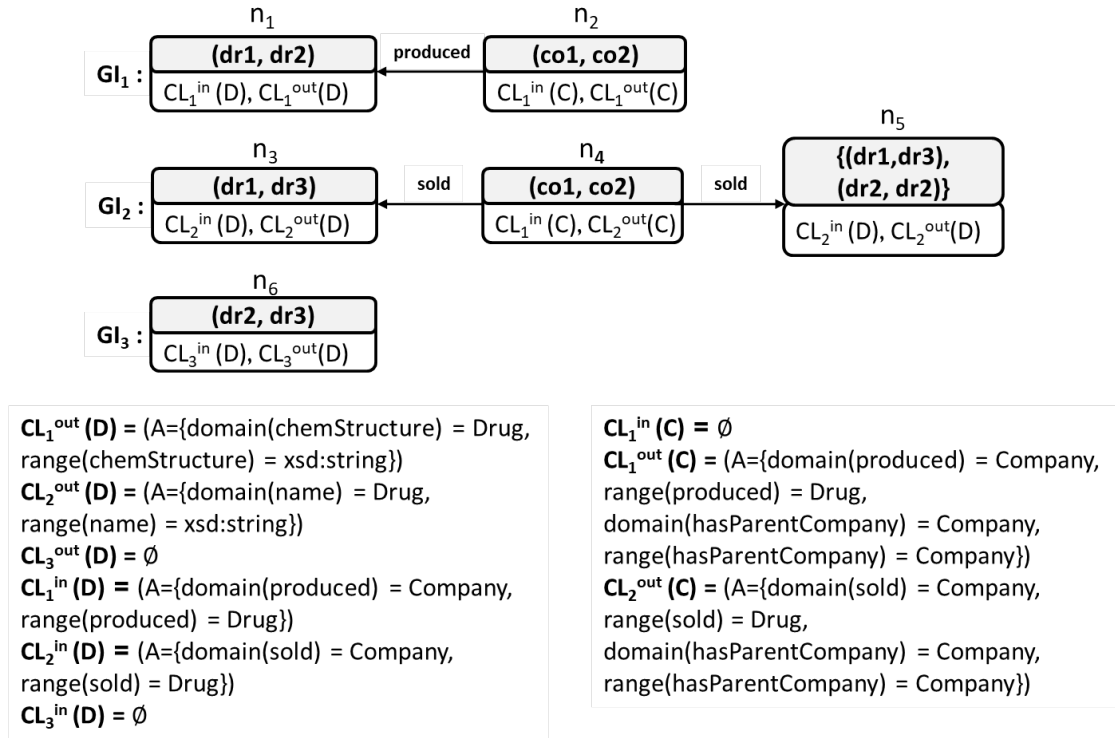 n₁ n₂
GI₁ : (dr1, dr2) produced (co1, co2)
CL₁ⁱⁿ (D), CL₁ᵒᵘᵗ(D) CL₁ⁱⁿ (C), CL₁ᵒᵘᵗ(C)
n₃ n₄ n₅
GI₂ : (dr1, dr3) sold (co1, co2) sold {(dr1,dr3),
(dr2, dr2)}
CL₂ⁱⁿ (D), CL₂ᵒᵘᵗ(D) CL₁ⁱⁿ (C), CL₂ᵒᵘᵗ(C) CL₂ⁱⁿ (D), CL₂ᵒᵘᵗ(D)
n₆
GI₃ : (dr2, dr3)
CL₃ⁱⁿ (D), CL₃ᵒᵘᵗ(D)
CL₁ᵒᵘᵗ (D) = (A={domain(chemStructure) = Drug,
range(chemStructure) = xsd:string})
CL₂ᵒᵘᵗ (D) = (A={domain(name) = Drug,
range(name) = xsd:string})
CL₃ᵒᵘᵗ (D) = ∅
CL₁ⁱⁿ (D) = (A={domain(produced) = Company,
range(produced) = Drug})
CL₂ⁱⁿ (D) = (A={domain(sold) = Company,
range(sold) = Drug})
CL₃ⁱⁿ (D) = ∅
CL₁ⁱⁿ (C) = ∅
CL₁ᵒᵘᵗ (C) = (A={domain(produced) = Company,
range(produced) = Drug,
domain(hasParentCompany) = Company,
range(hasParentCompany) = Company})
CL₂ᵒᵘᵗ (C) = (A={domain(sold) = Company,
range(sold) = Drug,
domain(hasParentCompany) = Company,
range(hasParentCompany) = Company})